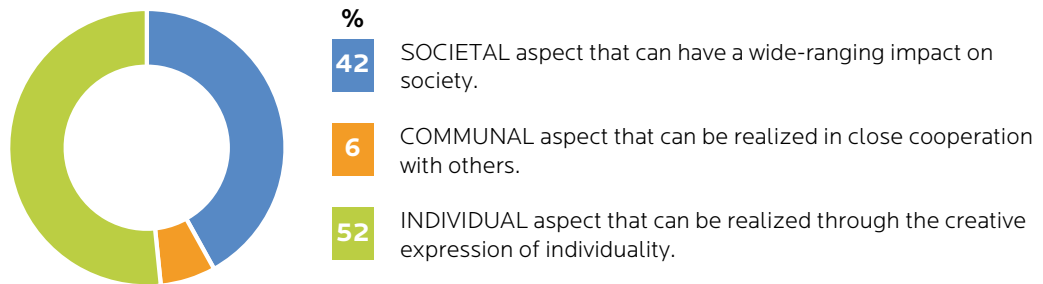 %
42
SOCIETAL aspect that can have a wide-ranging impact on
society.
6
COMMUNAL aspect that can be realized in close cooperation
with others.
52
INDIVIDUAL aspect that can be realized through the creative
expression of individuality.